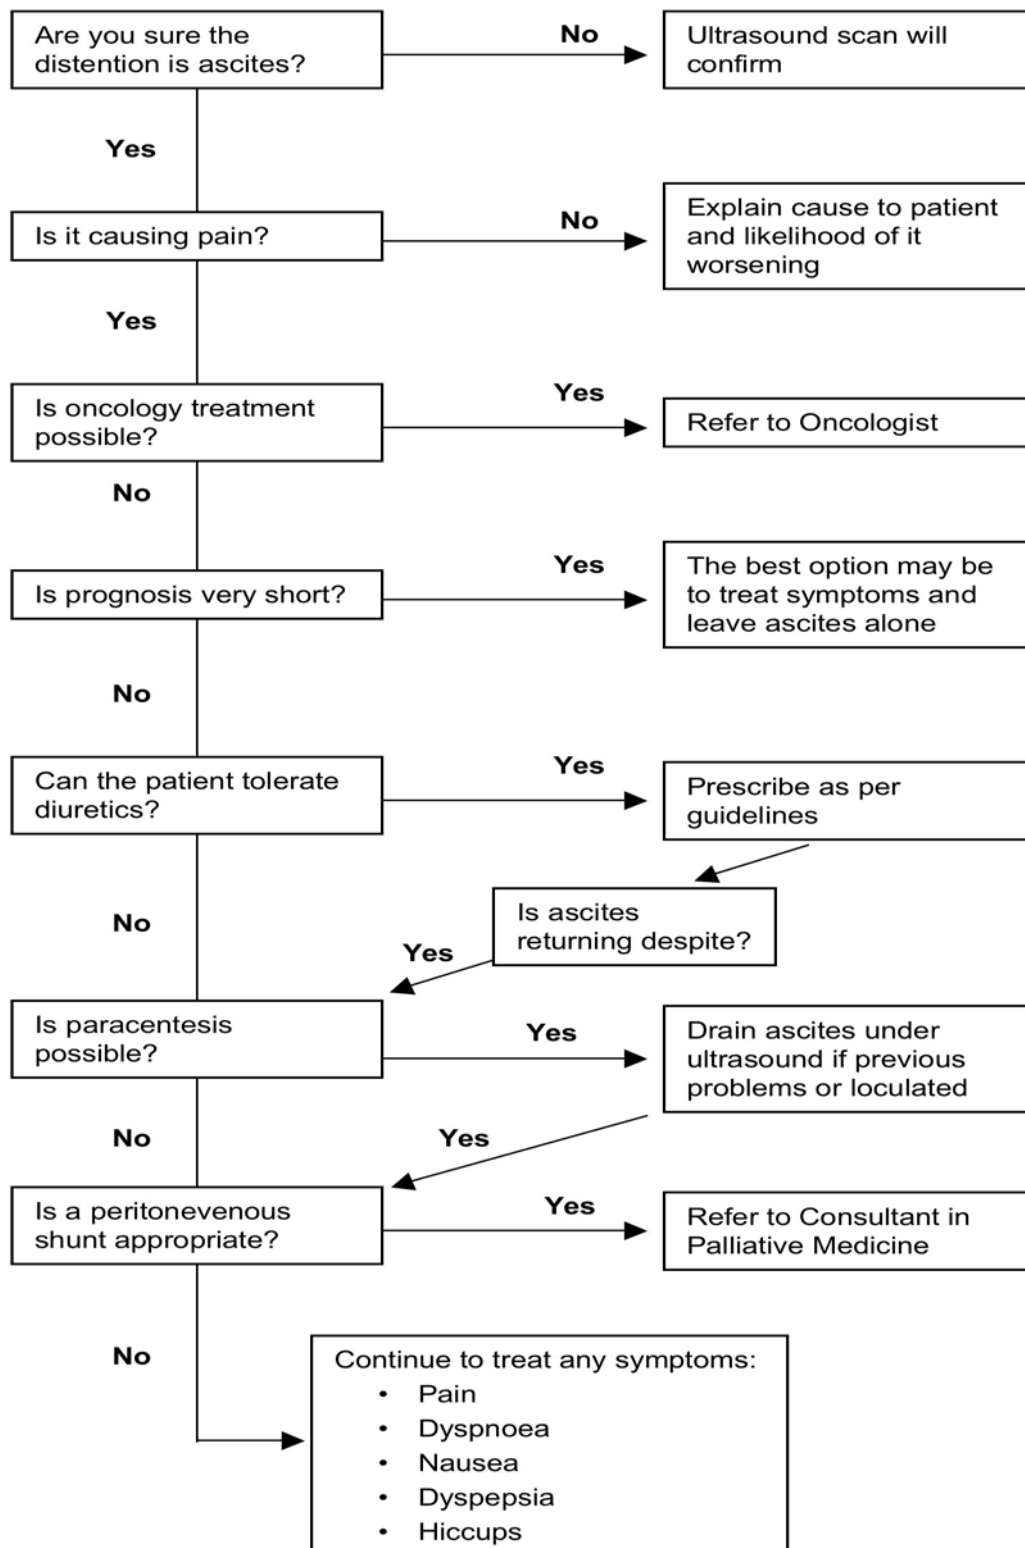 Are you sure the
distention is ascites?
No
Ultrasound scan will
confirm
Yes
Is it causing pain?
No
Explain cause to patient
and likelihood of it
worsening
Yes
Is oncology treatment
possible?
Yes
Refer to Oncologist
No
Is prognosis very short?
Yes
The best option may be
to treat symptoms and
leave ascites alone
No
Can the patient tolerate
diuretics?
Yes
Prescribe as per
guidelines
No
Is ascites
returning despite?
Yes
Is paracentesis
possible?
Yes
Drain ascites under
ultrasound if previous
problems or loculated
No
Yes
Is a peritonevenous
shunt appropriate?
Yes
Refer to Consultant in
Palliative Medicine
No
Continue to treat any symptoms:
• Pain
• Dyspnoea
• Nausea
• Dyspepsia
• Hiccups